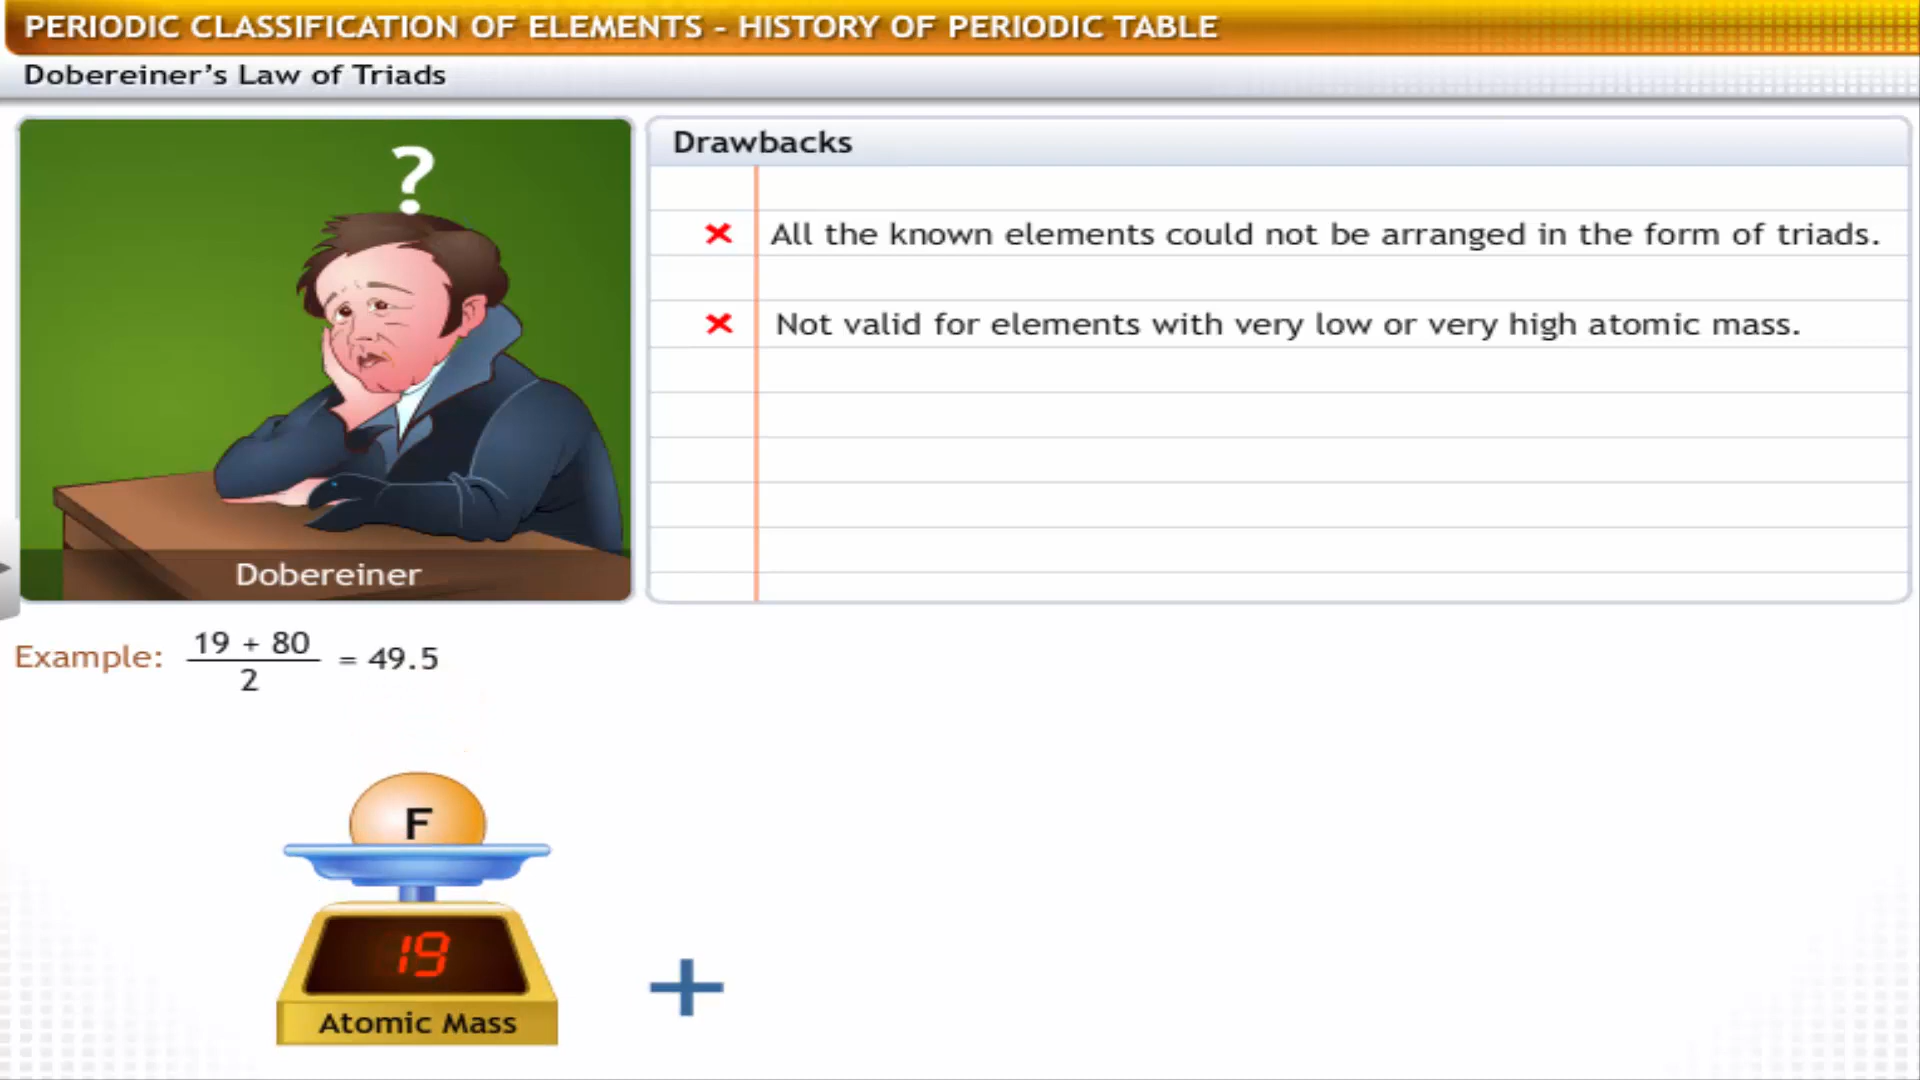 PERIODIC CLASSIFICATION OF ELEMENTS - HISTORY OF PERIODIC TABLE
Dobereiner's Law of Triads
?
Dobereiner
Drawbacks
× All the known elements could not be arranged in the form of triads.
× Not valid for elements with very low or very high atomic mass.
Example: 19 + 80
2
= 49.5
F
19
Atomic Mass
+